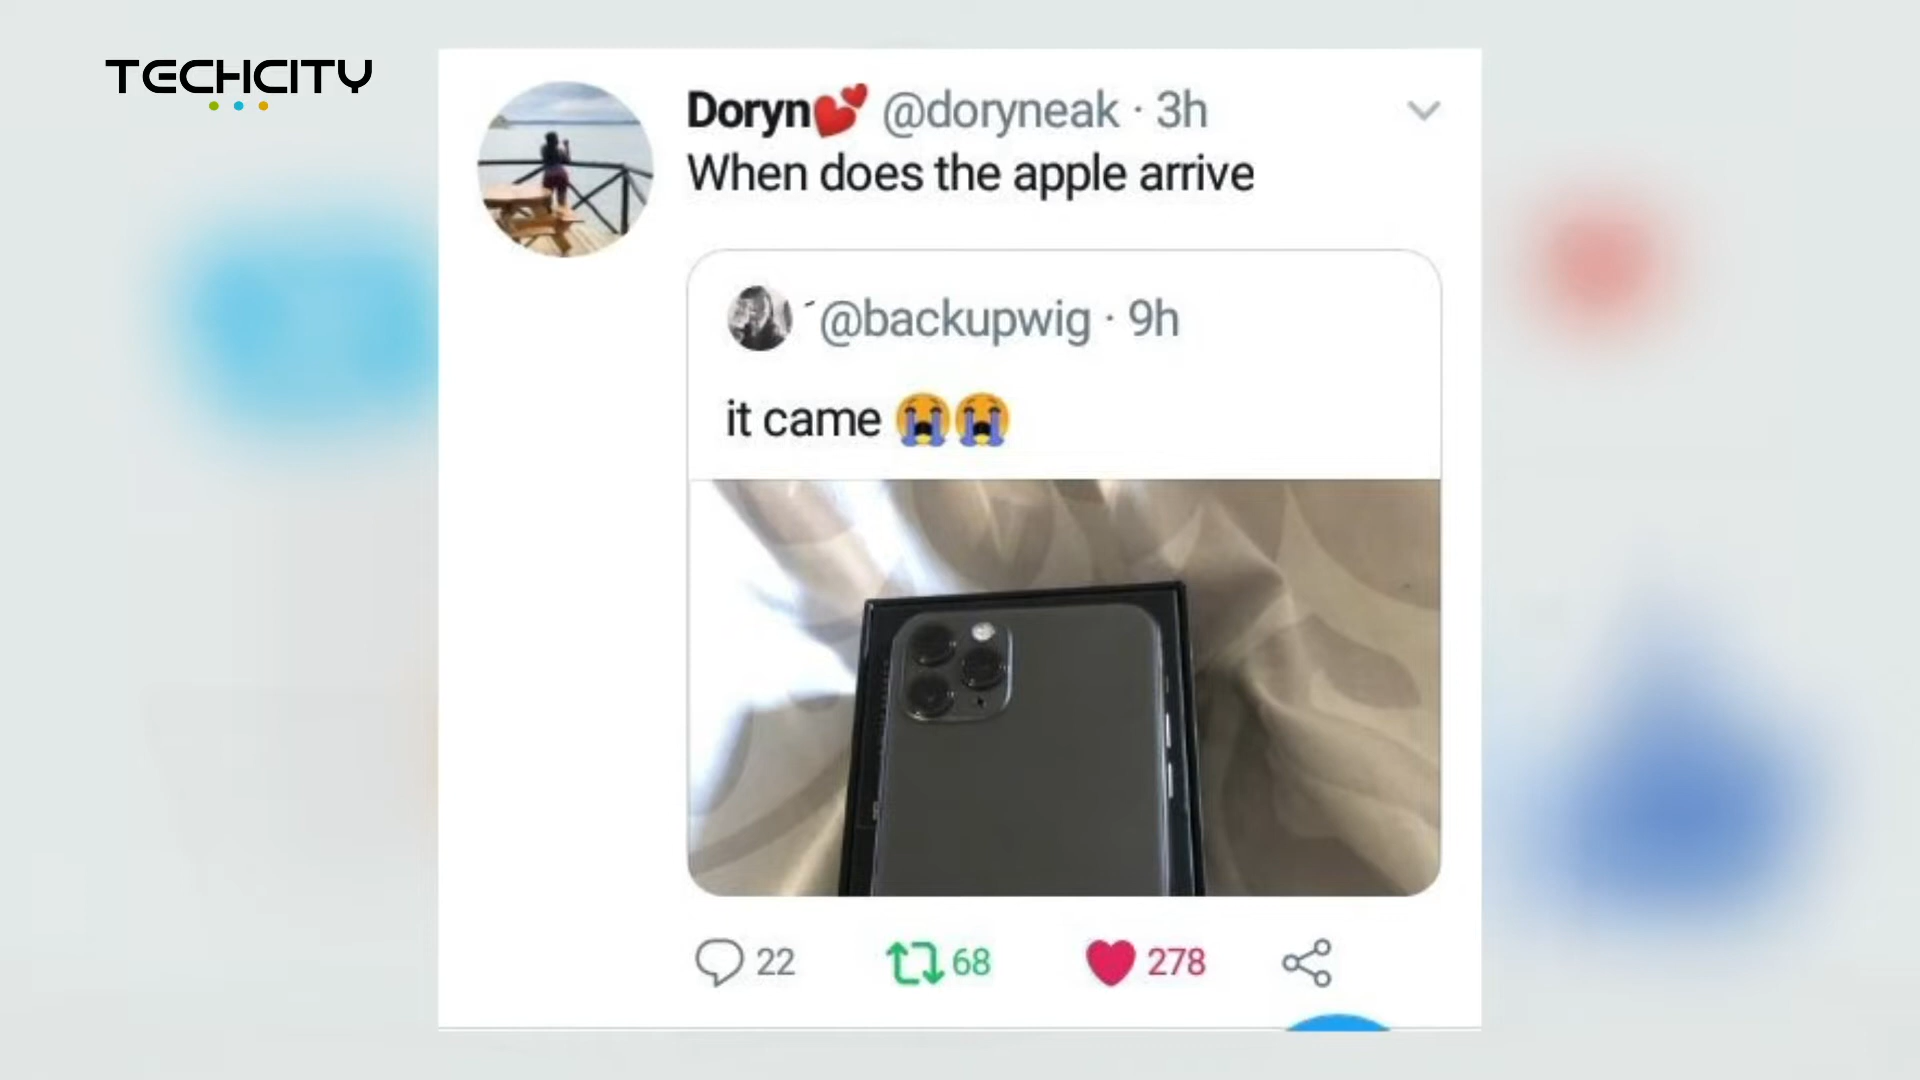 TECHCITY
Doryn💕 @doryneak · 3h
When does the apple arrive
@backupwig · 9h
it came 😭😭
22 68 278